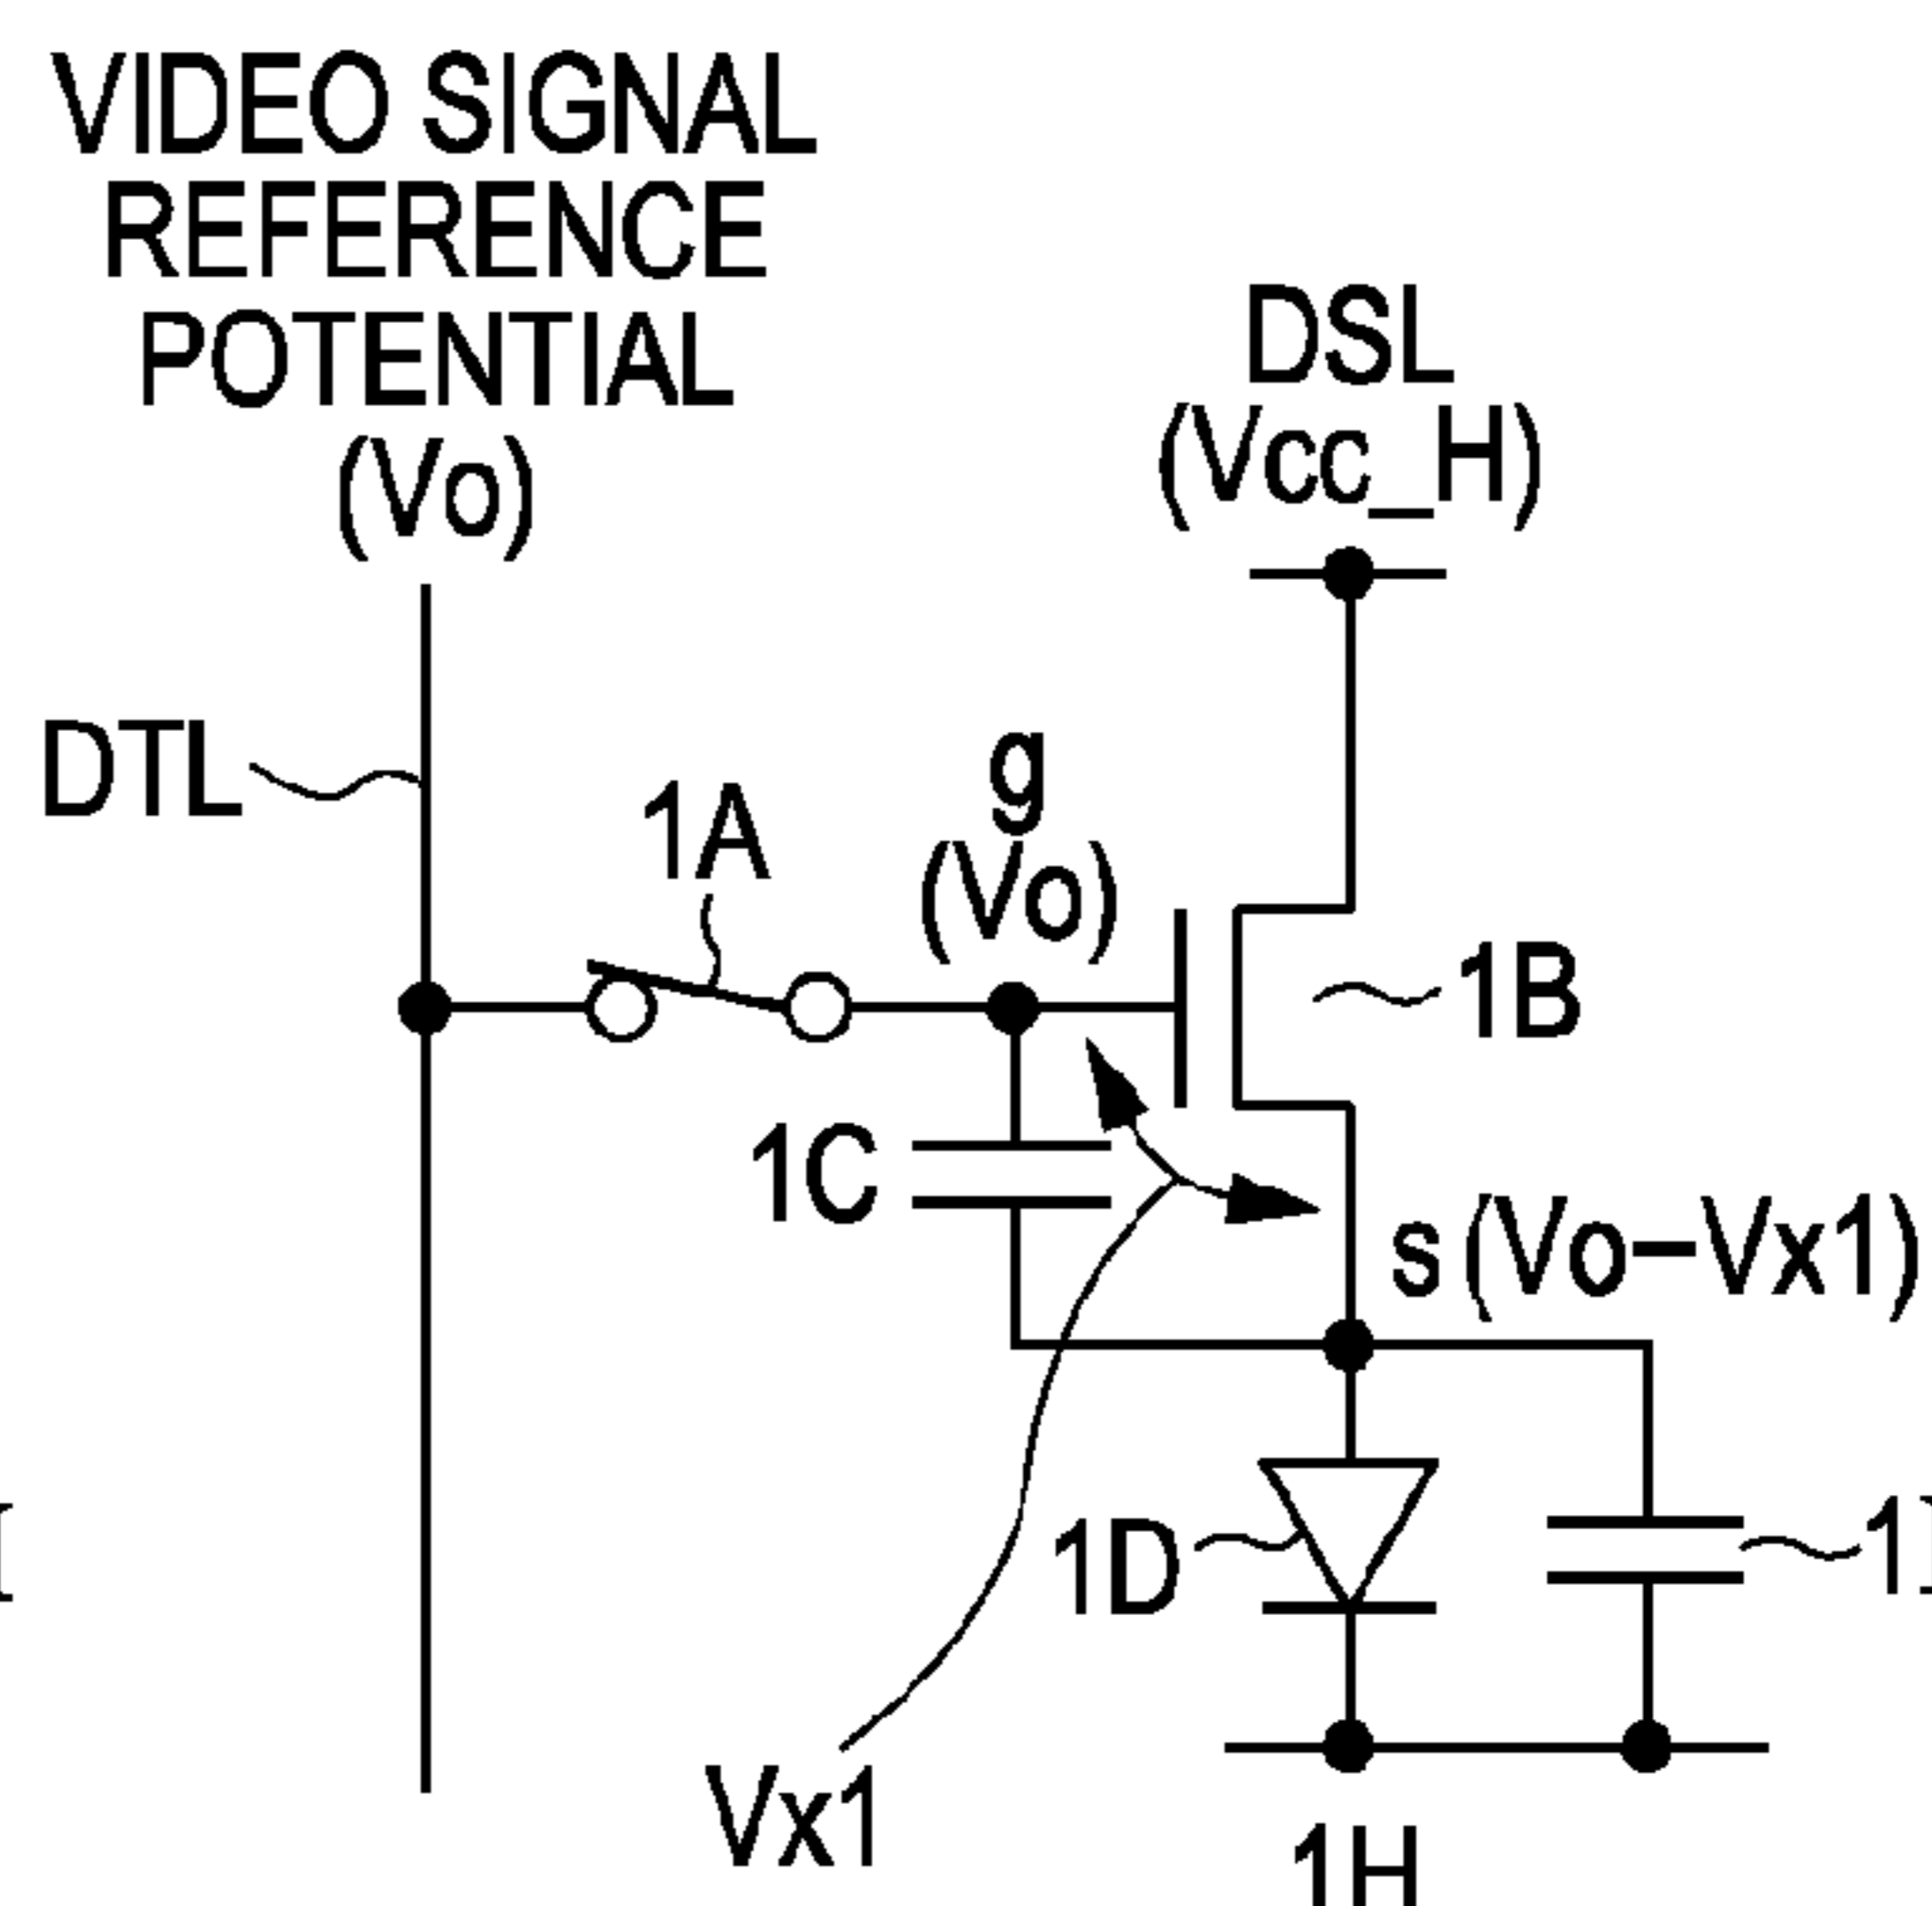 VIDEO SIGNAL
REFERENCE
POTENTIAL
(Vo)
DSL
(Vcc_H)
DTL
1A
g
(Vo)
1B
1C
s (Vo-Vx1)
1D
Vx1
1H